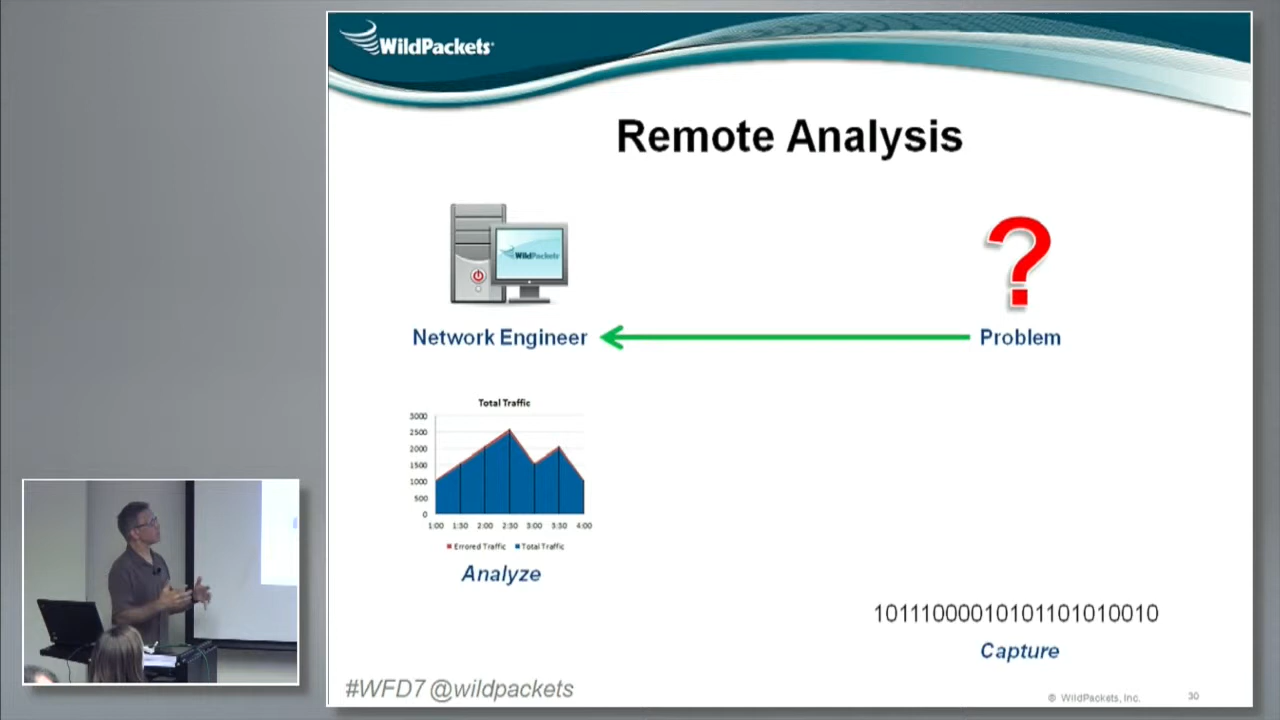 WildPackets
Remote Analysis
WildPackets
Network Engineer
Problem
Total Traffic
3000
2500
2000
1500
1000
500
0
1:00 1:30 2:00 2:30 3:00 3:30 4:00
Errored Traffic Total Traffic
Analyze
1011100001010110101010010
Capture
#WFD7 @wildpackets
© WildPackets, Inc.
30